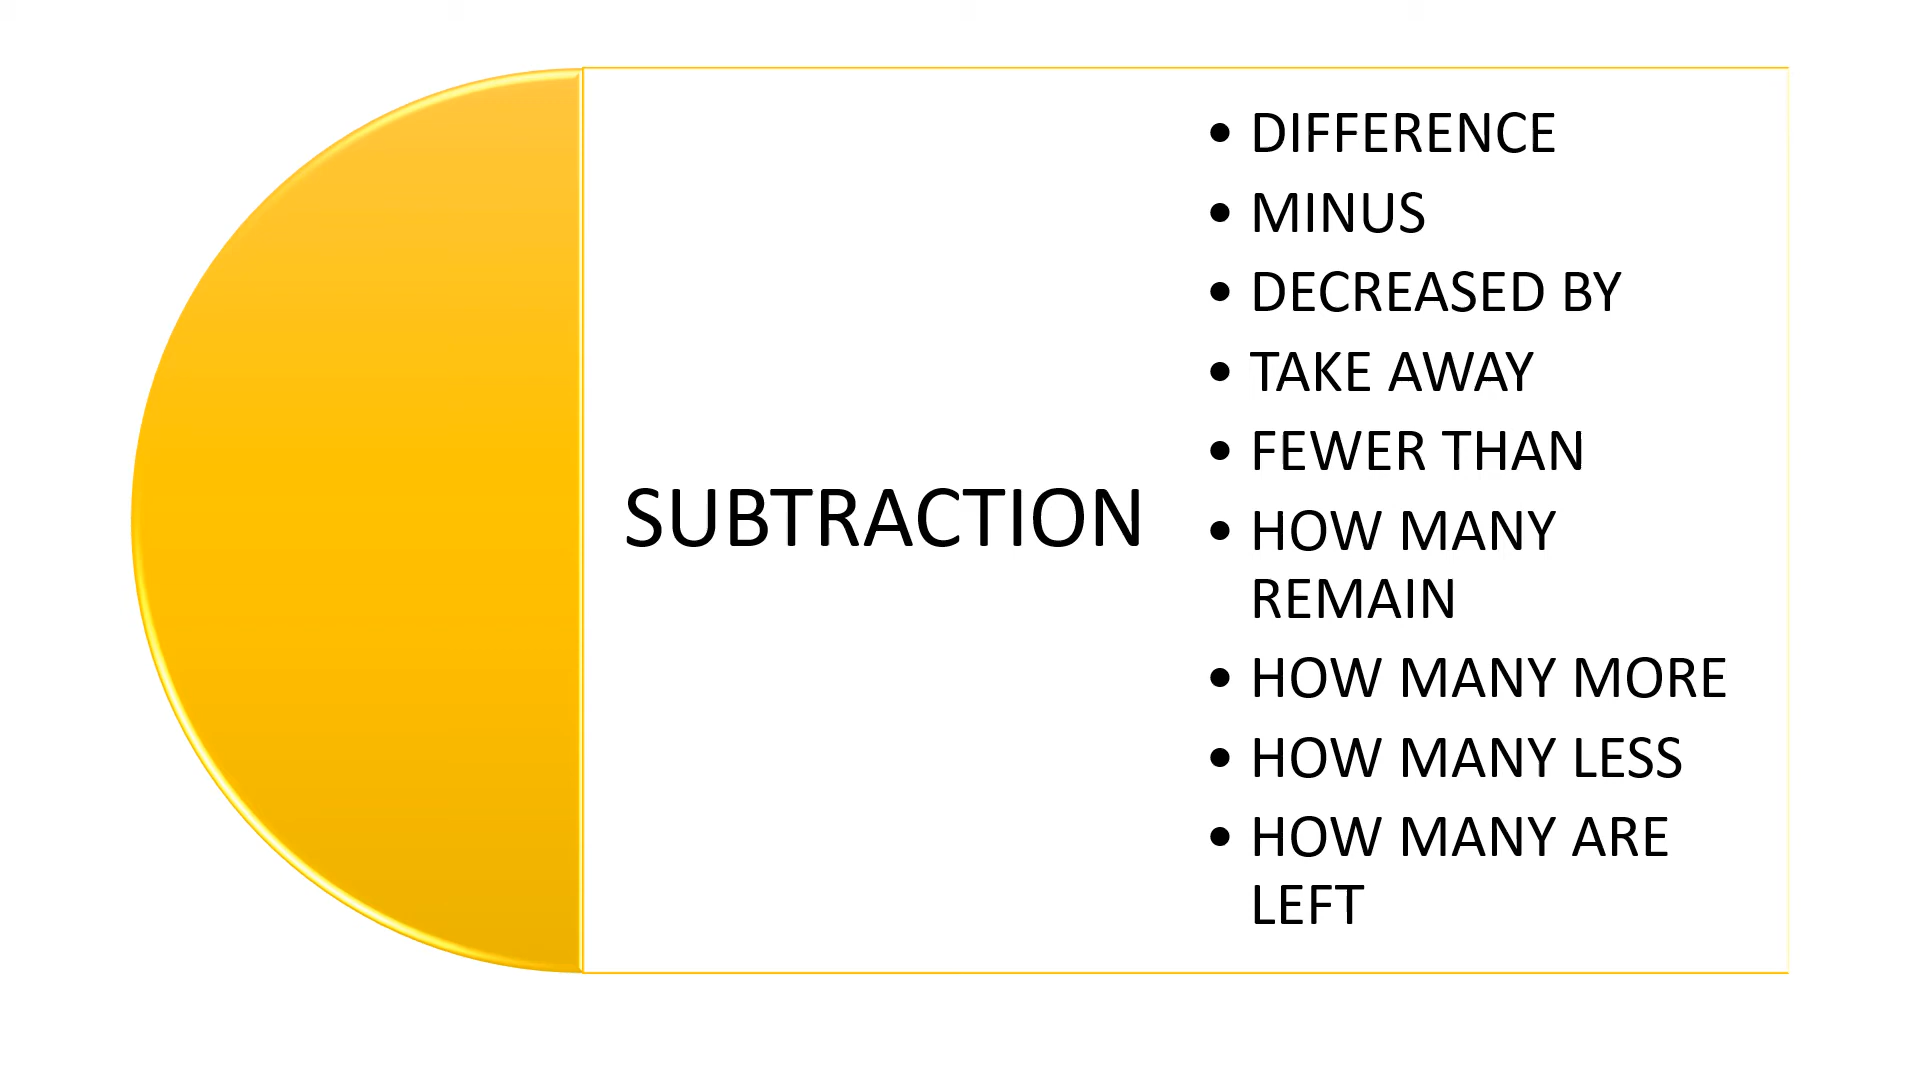 SUBTRACTION
• DIFFERENCE
• MINUS
• DECREASED BY
• TAKE AWAY
• FEWER THAN
• HOW MANY
REMAIN
• HOW MANY MORE
• HOW MANY LESS
• HOW MANY ARE
LEFT